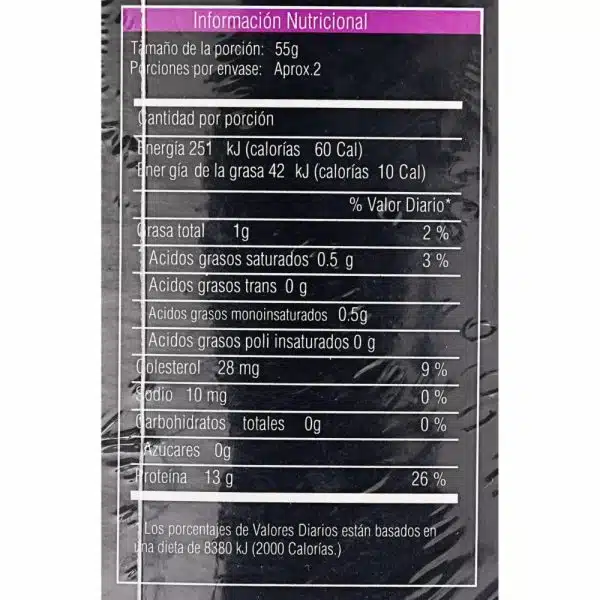 Información Nutricional
Tamaño de la porción: 55g
Porciones por envase: Aprox.2
Cantidad por porción
Energía 251 kJ (calorías 60 Cal)
Ener gía de la grasa 42 kJ (calorías 10 Cal)
% Valor Diario*
Grasa total 1g 2 %
Acidos grasos saturados 0.5 g 3 %
Acidos grasos trans 0 g
Acidos grasos monoinsaturados 0.5g
Acidos grasos poli insaturados 0 g
Colesterol 28 mg 9 %
Sodio 10 mg 0 %
Carbohidratos totales 0g 0 %
Azúcares 0g
Proteína 13 g 26 %
Los porcentajes de Valores Diarios están basados en
una dieta de 8380 kJ (2000 Calorías.)